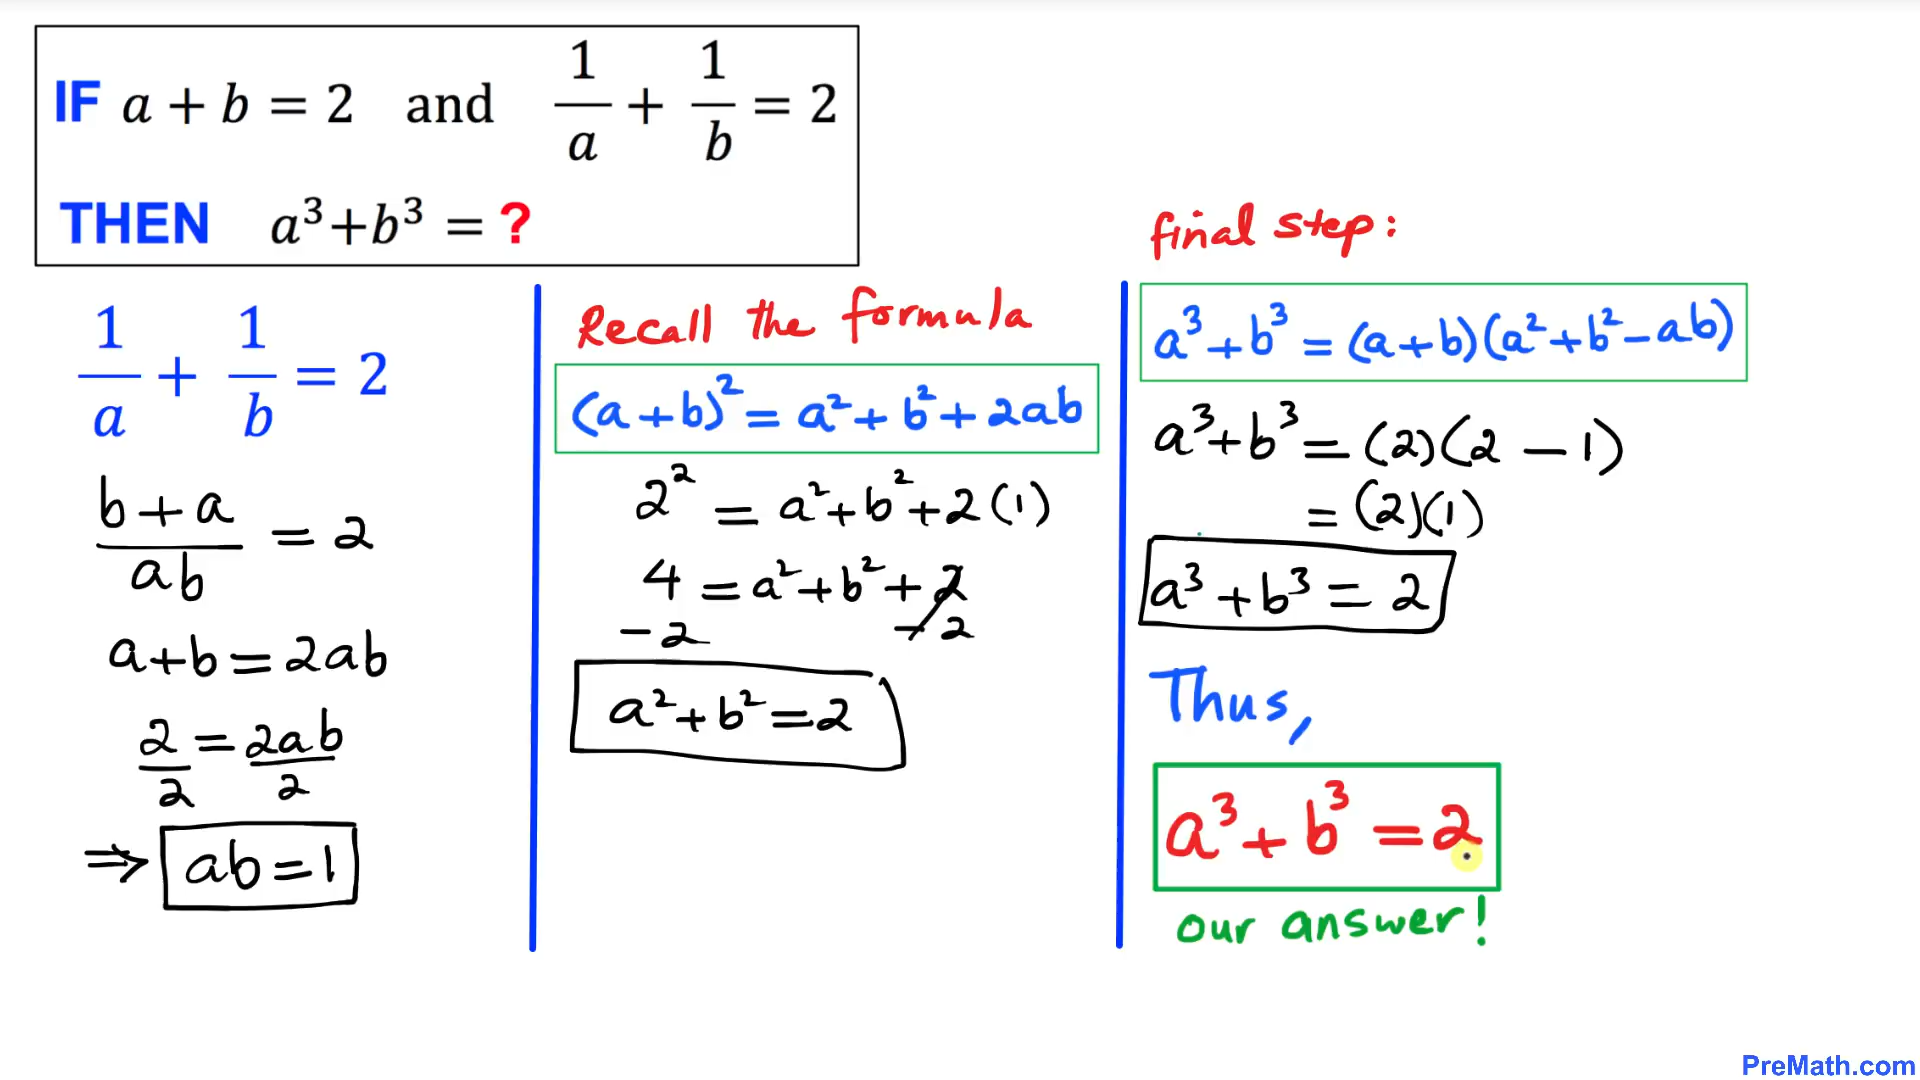 IF a + b = 2 and 1/a + 1/b = 2
THEN a³+b³ = ?
1/a + 1/b = 2
(b + a)/(ab) = 2
a+b = 2ab
2/2 = 2ab/2
⇒ ab = 1
Recall the formula
(a+b)² = a² + b² + 2ab
2² = a² + b² + 2(1)
4 = a² + b² + 2
-2 -2
a² + b² = 2
final step:
a³ + b³ = (a+b)(a²+b²-ab)
a³+b³ = (2)(2 - 1)
= (2)(1)
a³ + b³ = 2
Thus,
a³ + b³ = 2
our answer!
PreMath.com